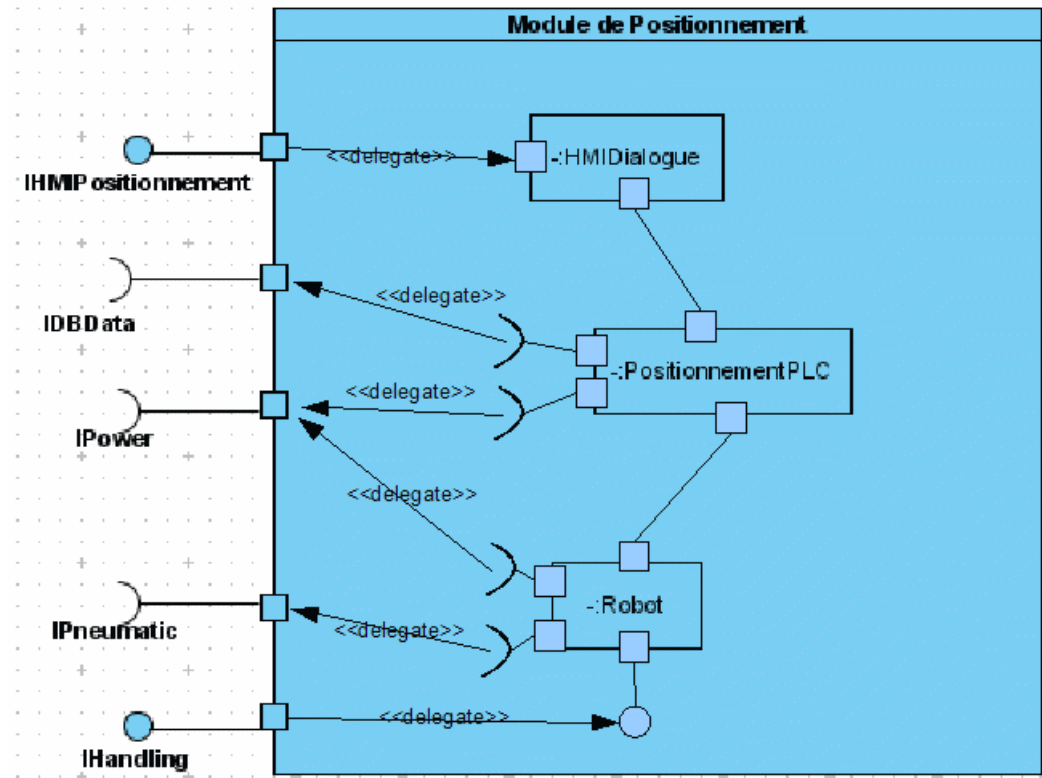 Module de Positionnement
<<delegate>>
-:HMIDialogue
IHMIPositionnement
<<delegate>>
IDBData
-:PositionnementPLC
<<delegate>>
IPower
<<delegate>>
-:Robot
IPneumatic
<<delegate>>
<<delegate>>
IHandling